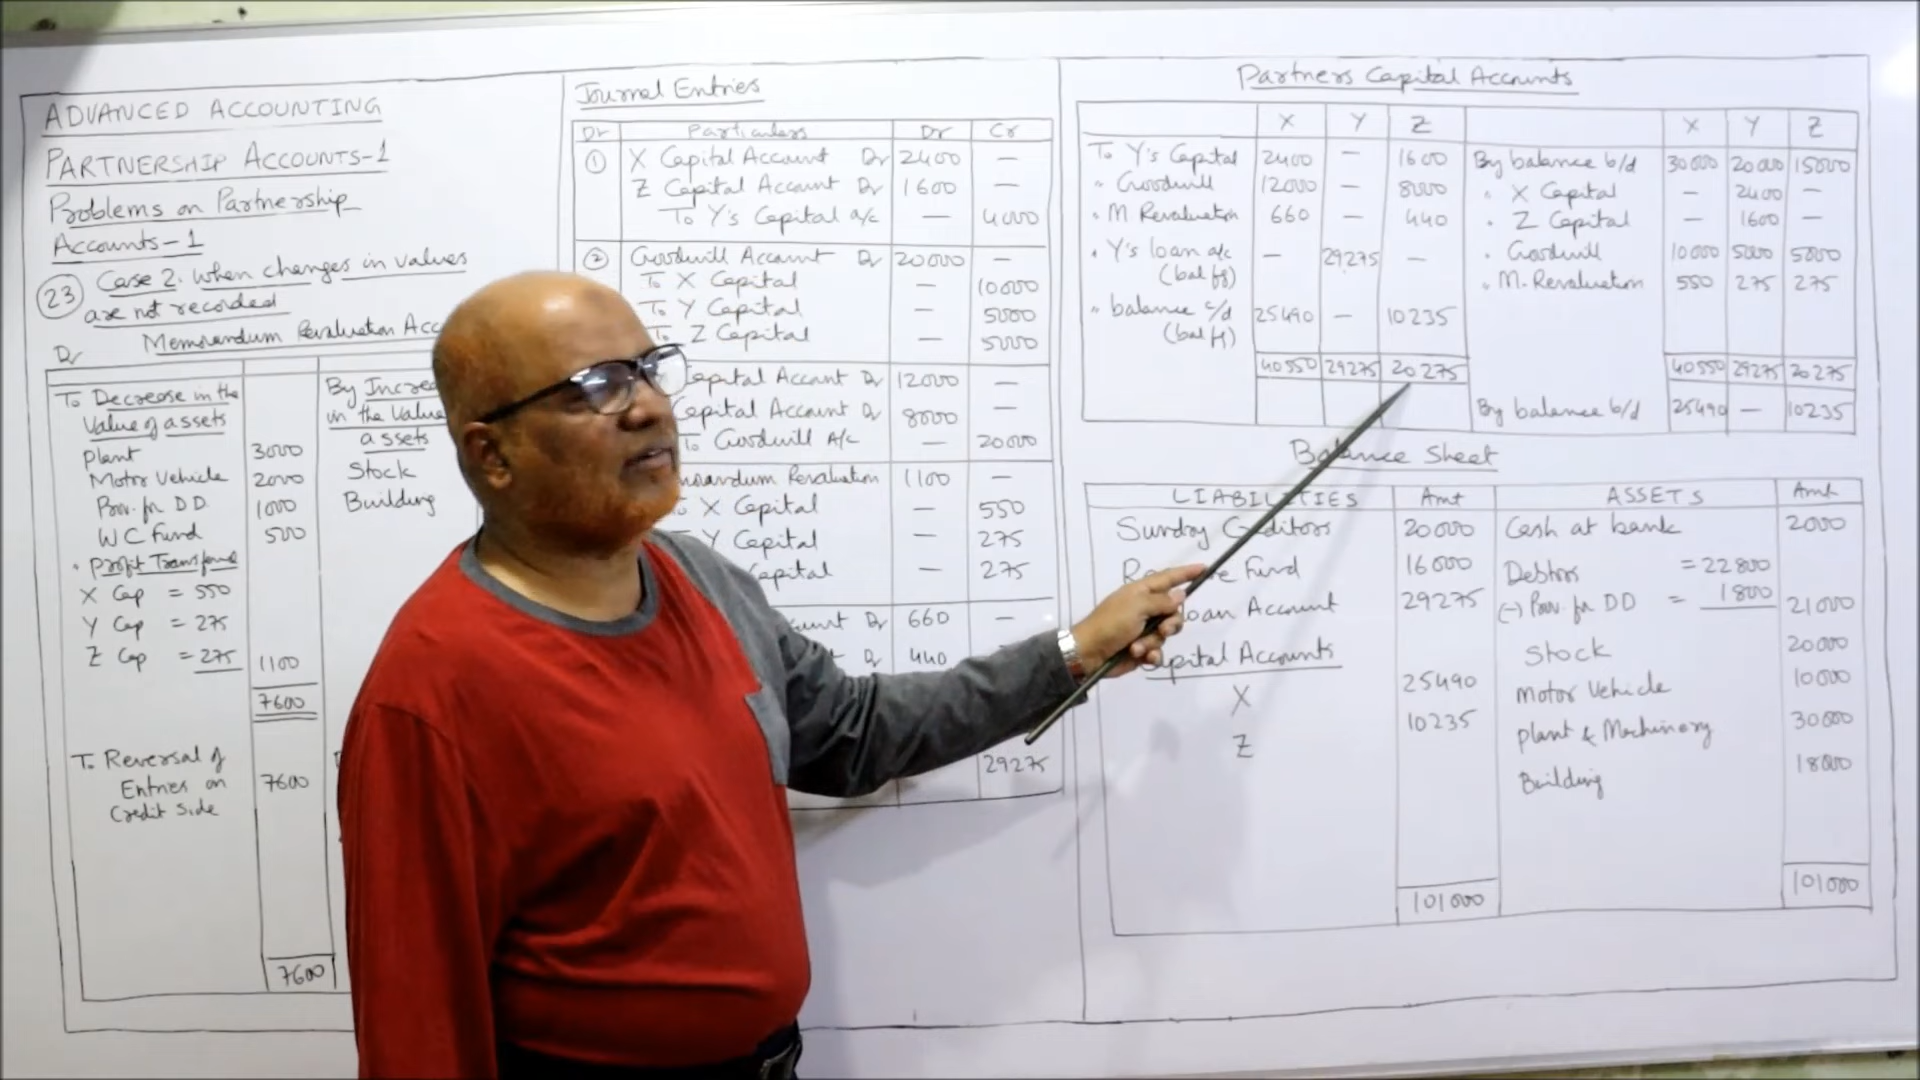 ADVANCED ACCOUNTING
PARTNERSHIP ACCOUNTS-1
Problems on Partnership
Accounts-1
23 Case 2. when changes in values
are not recorded
Memorandum Revaluation Acc
Dr
To Decrease in the
Value of assets
Plant 3000
Motor Vehicle 2000
Prov. for D D. 1000
WC Fund 500
" profit Transferred
X Cap = 550
Y Cap = 275
Z Cap = 275 1100
7600
To Reversal of
Entries on 7600
Credit Side
7600
By Incre
in the Value
assets
Stock
Building
Journal Entries
Dr Particulars Dr Cr
1 X Capital Account Dr 2400 —
Z Capital Account Dr 1600 —
To Y's Capital a/c — 4000
2 Goodwill Account Dr 20000 —
To X Capital — 10000
To Y Capital — 5000
To Z Capital — 5000
Capital Account Dr 12000 —
Capital Account Dr 8000 —
To Goodwill A/c — 20000
morandum Revaluation 1100 —
To X Capital — 550
Y Capital — 275
Capital — 275
ount Dr 660 —
Dr 440
29275
Partners Capital Accounts
X Y Z X Y Z
To Y's Capital 2400 — 1600 By balance b/d 30000 20000 15000
" Goodwill 12000 — 8000 " X Capital — 2400 —
" M Revaluation 660 — 440 " Z Capital — 1600 —
" Y's loan a/c — 29275 — " Goodwill 10000 5000 5000
(bal fg) " M. Revaluation 550 275 275
" balance c/d 25490 — 10235
(bal fg)
40550 29275 20275 40550 29275 20275
By balance b/d 25490 — 10235
Balance Sheet
LIABILITIES Amt ASSETS Amt
Sundry Creditors 20000 Cash at bank 2000
Re e Fund 16000 Debtors = 22800
loan Account 29275 (-) Prov. for DD = 1800 21000
apital Accounts Stock 20000
X 25490 Motor Vehicle 10000
Z 10235 Plant & Machinery 30000
Building 18000
101000 101000